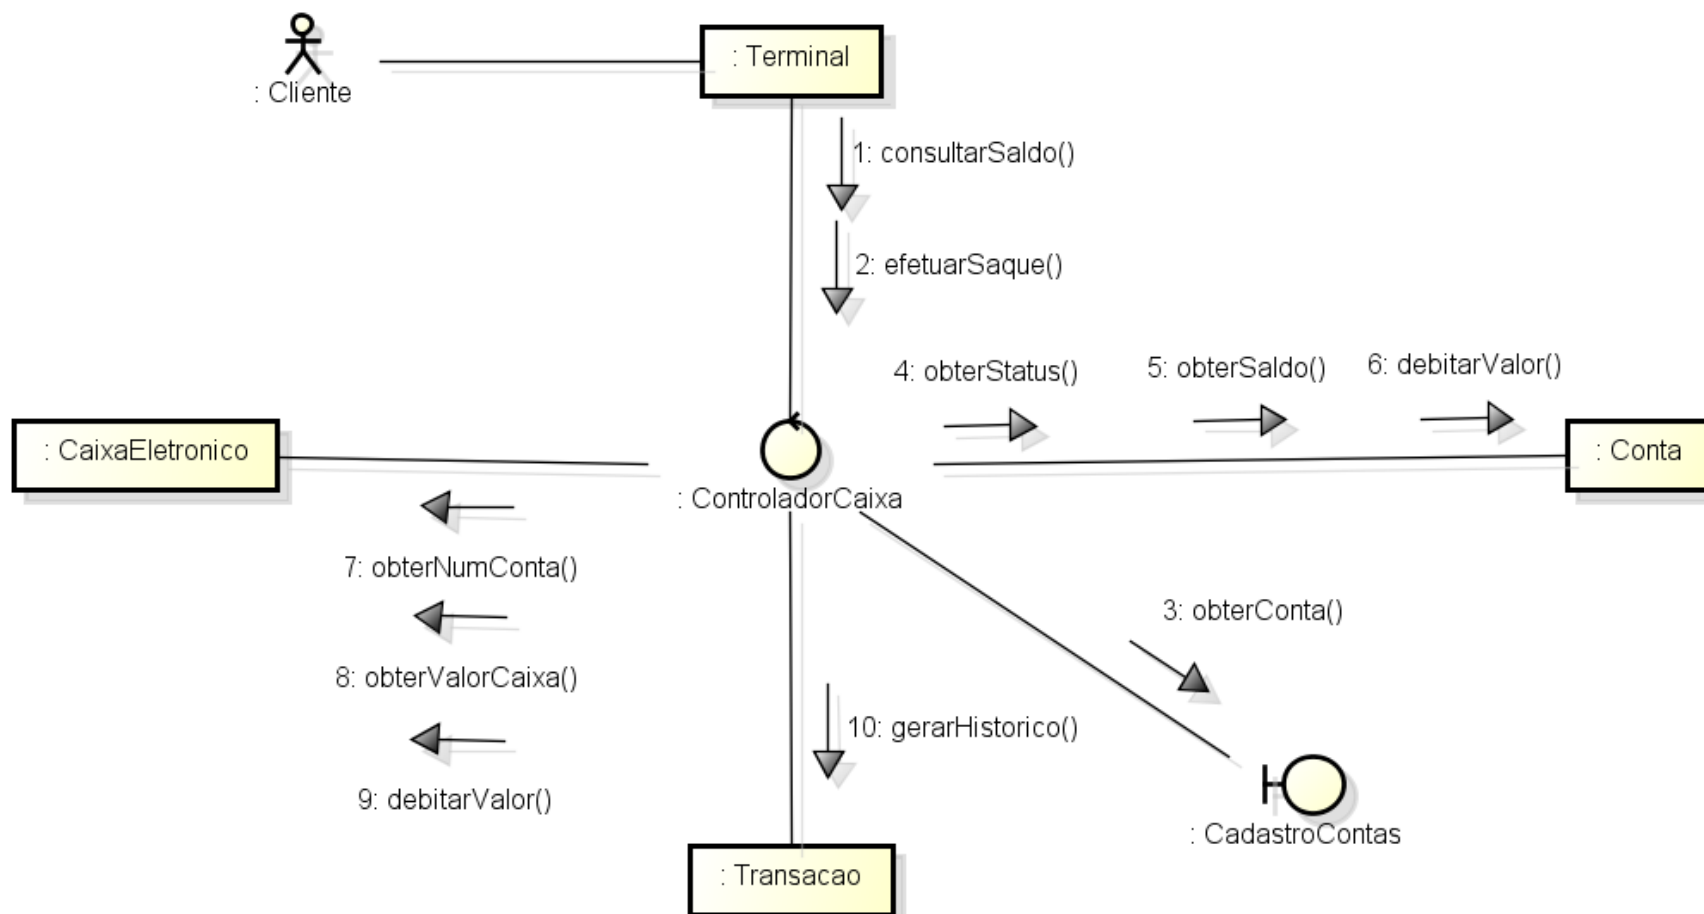 : Terminal
: Cliente
1: consultarSaldo()
2: efetuarSaque()
4: obterStatus()
5: obterSaldo()
6: debitarValor()
: CaixaEletronico
: ControladorCaixa
: Conta
7: obterNumConta()
3: obterConta()
8: obterValorCaixa()
10: gerarHistorico()
9: debitarValor()
: CadastroContas
: Transacao